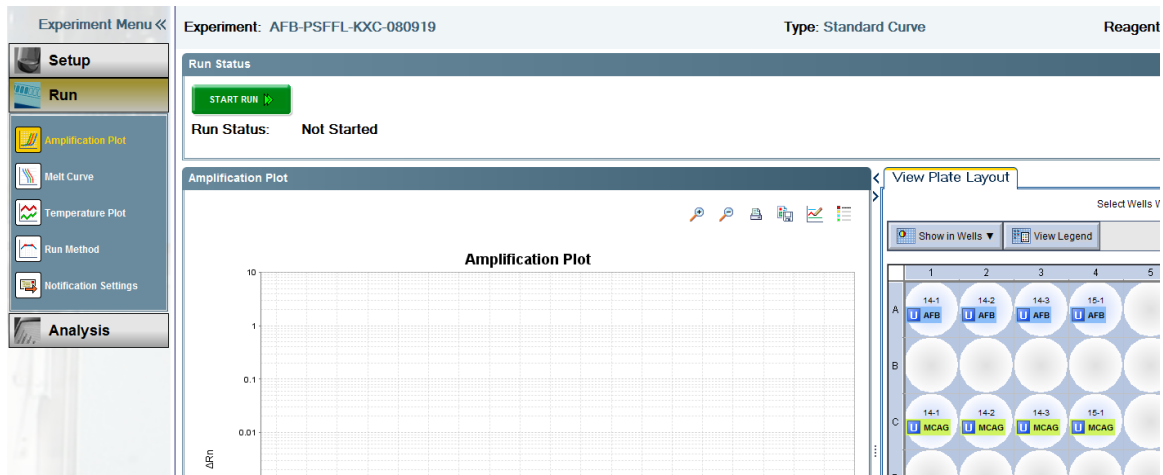 Experiment Menu «
Experiment: AFB-PSFFL-KXC-080919
Type: Standard Curve
Reagent
Setup
Run
Amplification Plot
Melt Curve
Temperature Plot
Run Method
Notification Settings
Analysis
Run Status
START RUN
Run Status: Not Started
Amplification Plot
Amplification Plot
10
1
0.1
0.01
ΔRn
View Plate Layout
Select Wells W
Show in Wells ▼
View Legend
1 2 3 4 5
A
14-1 14-2 14-3 15-1
U AFB U AFB U AFB U AFB
B
C
14-1 14-2 14-3 15-1
U MCAG U MCAG U MCAG U MCAG